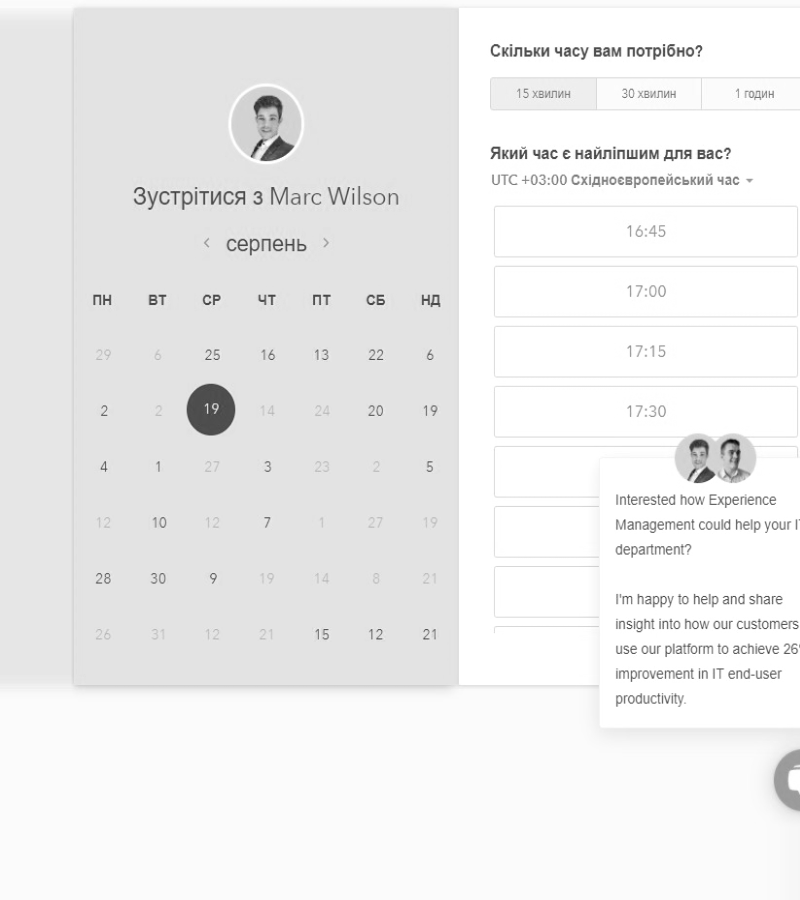 Зустрітися з Marc Wilson
серпень
ПН ВТ СР ЧТ ПТ СБ НД
29 6 25 16 13 22 6
2 2 19 14 24 20 19
4 1 27 3 23 2 5
12 10 12 7 1 27 19
28 30 9 19 14 8 21
26 31 12 21 15 12 21
Скільки часу вам потрібно?
15 хвилин 30 хвилин 1 годин
Який час є найліпшим для вас?
UTC +03:00 Східноєвропейський час
16:45
17:00
17:15
17:30
Interested how Experience
Management could help your
department?
I'm happy to help and share
insight into how our customers
use our platform to achieve
improvement in IT end-user
productivity.